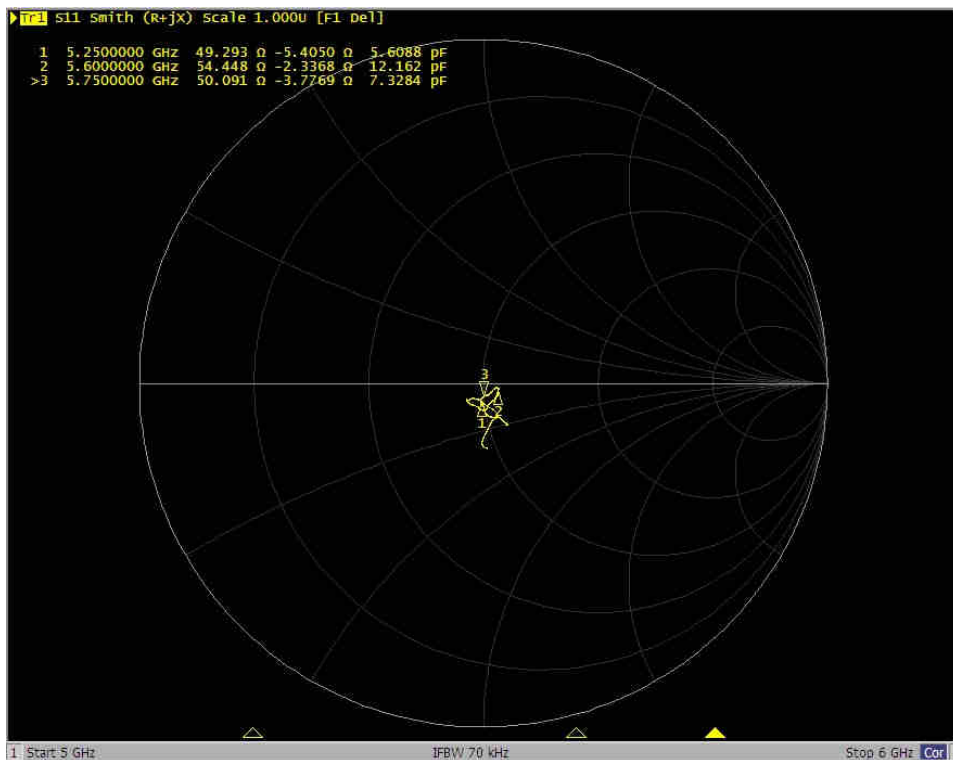 Tr1 S11 Smith (R+jX) Scale 1.000U [F1 Del]
1 5.2500000 GHz 49.293 Ω -5.4050 Ω 5.6088 pF
2 5.6000000 GHz 54.448 Ω -2.3368 Ω 12.162 pF
>3 5.7500000 GHz 50.091 Ω -3.7769 Ω 7.3284 pF
3
2
1
1 Start 5 GHz IFBW 70 kHz Stop 6 GHz Cor